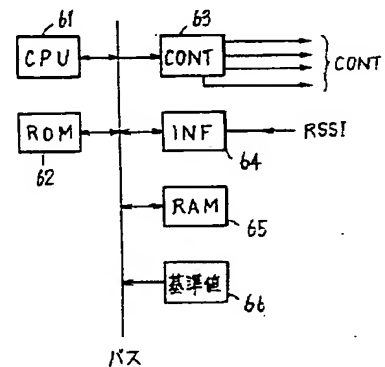 61
CPU
63
CONT
CONT
ROM
62
INF
64
RSSI
RAM
65
基準値
66
バス